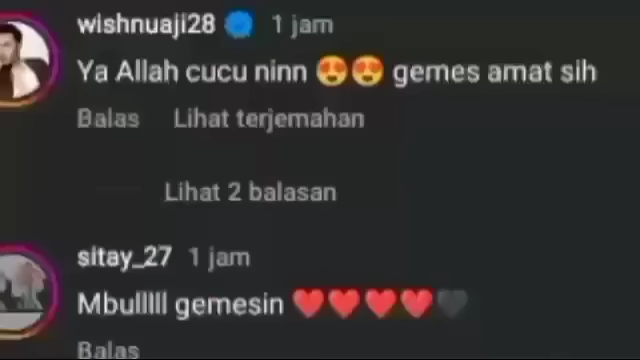 wishnuaji28 1 jam
Ya Allah cucu ninn 😍😍 gemes amat sih
Balas Lihat terjemahan
Lihat 2 balasan
sitay_27 1 jam
Mbulllll gemesin ❤️❤️❤️❤️🖤
Balas